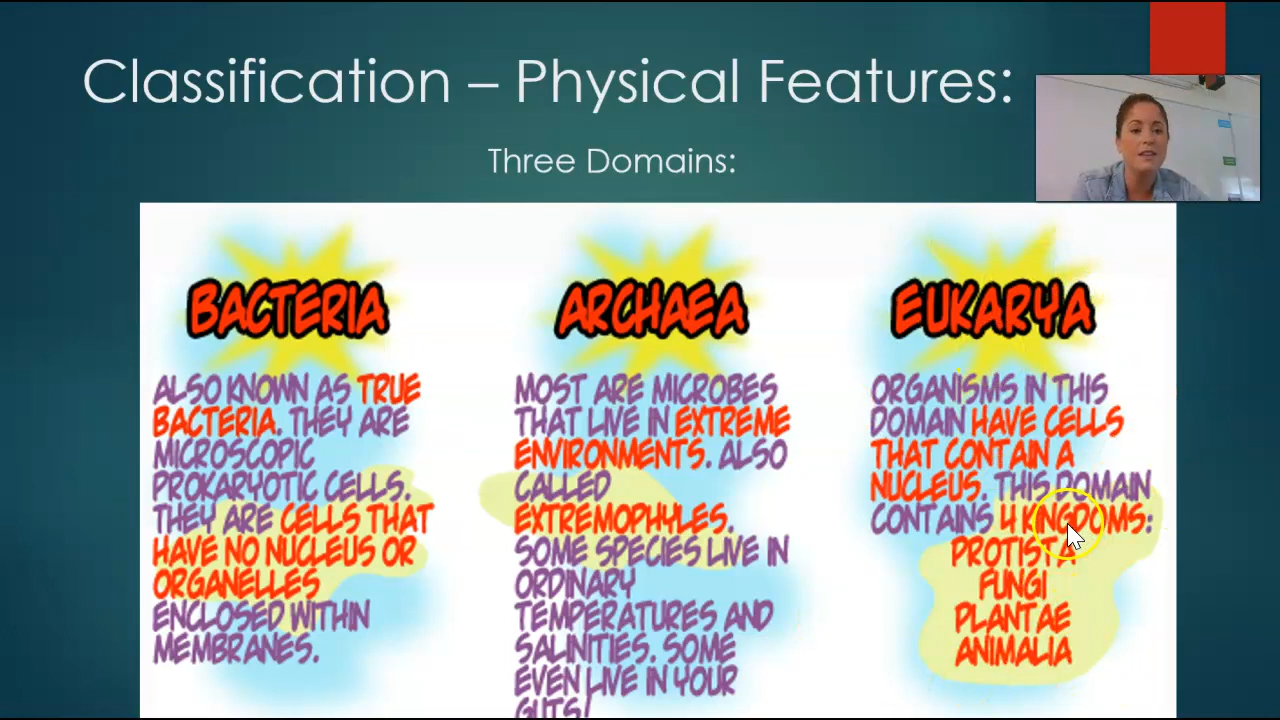 Classification – Physical Features:
Three Domains:
BACTERIA
ALSO KNOWN AS TRUE
BACTERIA. THEY ARE
MICROSCOPIC
PROKARYOTIC CELLS.
THEY ARE CELLS THAT
HAVE NO NUCLEUS OR
ORGANELLES
ENCLOSED WITHIN
MEMBRANES.
ARCHAEA
MOST ARE MICROBES
THAT LIVE IN EXTREME
ENVIRONMENTS. ALSO
CALLED
EXTREMOPHYLES.
SOME SPECIES LIVE IN
ORDINARY
TEMPERATURES AND
SALINITIES. SOME
EVEN LIVE IN YOUR
GUTS!
EUKARYA
ORGANISMS IN THIS
DOMAIN HAVE CELLS
THAT CONTAIN A
NUCLEUS. THIS DOMAIN
CONTAINS 4 KINGDOMS:
PROTISTA
FUNGI
PLANTAE
ANIMALIA